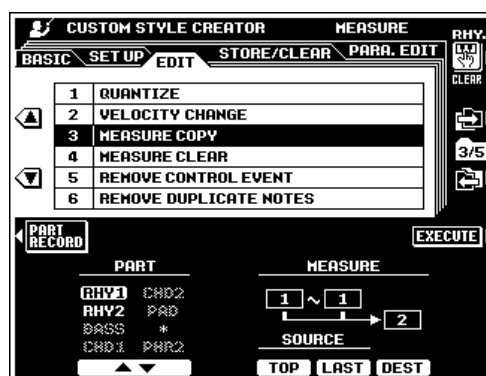 CUSTOM STYLE CREATOR MEASURE RHY.
BASIC SET UP EDIT STORE/CLEAR PARA. EDIT
CLEAR
1 QUANTIZE
2 VELOCITY CHANGE
3 MEASURE COPY
3/5
4 MEASURE CLEAR
5 REMOVE CONTROL EVENT
6 REMOVE DUPLICATE NOTES
PART RECORD
EXECUTE
PART
RHY1 CHD2
RHY2 PAD
BASS *
CHD1 PHR2
MEASURE
1 ~ 1
2
SOURCE
TOP LAST DEST